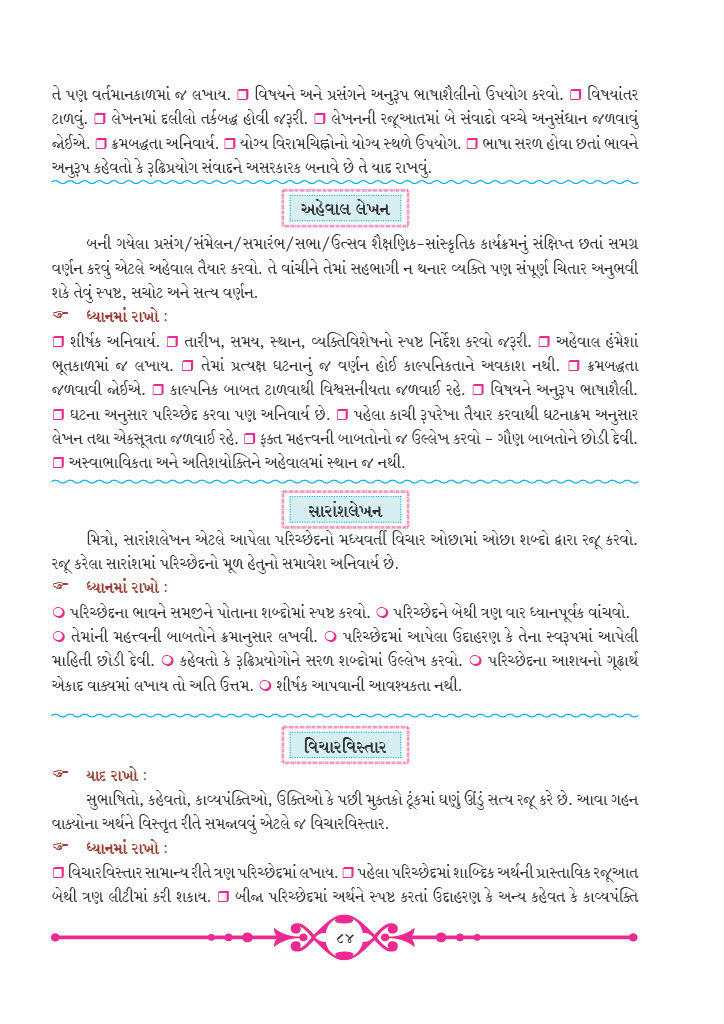 તે પણ વર્તમાનકાળમાં જ લખાય. ❒ વિષયને અને પ્રસંગને અનુરૂપ ભાષાશૈલીનો ઉપયોગ કરવો. ❒ વિષયાંતર
ટાળવું. ❒ લેખનમાં દલીલો તર્કબદ્ધ હોવી જરૂરી. ❒ લેખનની રજૂઆતમાં બે સંવાદો વચ્ચે અનુસંધાન જળવાવું
જોઈએ. ❒ ક્રમબદ્ધતા અનિવાર્ય. ❒ યોગ્ય વિરામચિહ્નોનો યોગ્ય સ્થળે ઉપયોગ. ❒ ભાષા સરળ હોવા છતાં ભાવને
અનુરૂપ કહેવતો કે રૂઢિપ્રયોગ સંવાદને અસરકારક બનાવે છે તે યાદ રાખવું.
અહેવાલ લેખન
બની ગયેલા પ્રસંગ/સંમેલન/સમારંભ/સભા/ઉત્સવ શૈક્ષણિક-સાંસ્કૃતિક કાર્યક્રમનું સંક્ષિપ્ત છતાં સમગ્ર
વર્ણન કરવું એટલે અહેવાલ તૈયાર કરવો. તે વાંચીને તેમાં સહભાગી ન થનાર વ્યક્તિ પણ સંપૂર્ણ ચિતાર અનુભવી
શકે તેવું સ્પષ્ટ, સચોટ અને સત્ય વર્ણન.
☞ ધ્યાનમાં રાખો :
❒ શીર્ષક અનિવાર્ય. ❒ તારીખ, સમય, સ્થાન, વ્યક્તિવિશેષનો સ્પષ્ટ નિર્દેશ કરવો જરૂરી. ❒ અહેવાલ હંમેશાં
ભૂતકાળમાં જ લખાય. ❒ તેમાં પ્રત્યક્ષ ઘટનાનું જ વર્ણન હોઈ કાલ્પનિકતાને અવકાશ નથી. ❒ ક્રમબદ્ધતા
જળવાવી જોઈએ. ❒ કાલ્પનિક બાબત ટાળવાથી વિશ્વસનીયતા જળવાઈ રહે. ❒ વિષયને અનુરૂપ ભાષાશૈલી.
❒ ઘટના અનુસાર પરિચ્છેદ કરવા પણ અનિવાર્ય છે. ❒ પહેલા કાચી રૂપરેખા તૈયાર કરવાથી ઘટનાક્રમ અનુસાર
લેખન તથા એકસૂત્રતા જળવાઈ રહે. ❒ ફક્ત મહત્ત્વની બાબતોનો જ ઉલ્લેખ કરવો – ગૌણ બાબતોને છોડી દેવી.
❒ અસ્વાભાવિકતા અને અતિશયોક્તિને અહેવાલમાં સ્થાન જ નથી.
સારાંશલેખન
મિત્રો, સારાંશલેખન એટલે આપેલા પરિચ્છેદનો મધ્યવર્તી વિચાર ઓછામાં ઓછા શબ્દો દ્વારા રજૂ કરવો.
રજૂ કરેલા સારાંશમાં પરિચ્છેદનો મૂળ હેતુનો સમાવેશ અનિવાર્ય છે.
☞ ધ્યાનમાં રાખો :
❍ પરિચ્છેદના ભાવને સમજીને પોતાના શબ્દોમાં સ્પષ્ટ કરવો. ❍ પરિચ્છેદને બેથી ત્રણ વાર ધ્યાનપૂર્વક વાંચવો.
❍ તેમાંની મહત્ત્વની બાબતોને ક્રમાનુસાર લખવી. ❍ પરિચ્છેદમાં આપેલા ઉદાહરણ કે તેના સ્વરૂપમાં આપેલી
માહિતી છોડી દેવી. ❍ કહેવતો કે રૂઢિપ્રયોગોને સરળ શબ્દોમાં ઉલ્લેખ કરવો. ❍ પરિચ્છેદના આશયનો ગૂઢાર્થ
એકાદ વાક્યમાં લખાય તો અતિ ઉત્તમ. ❍ શીર્ષક આપવાની આવશ્યકતા નથી.
વિચારવિસ્તાર
☞ યાદ રાખો :
સુભાષિતો, કહેવતો, કાવ્યપંક્તિઓ, ઉક્તિઓ કે પછી મુક્તકો ટૂંકમાં ઘણું ઊંડું સત્ય રજૂ કરે છે. આવા ગહન
વાક્યોના અર્થને વિસ્તૃત રીતે સમજાવવું એટલે જ વિચારવિસ્તાર.
☞ ધ્યાનમાં રાખો :
❒ વિચારવિસ્તાર સામાન્ય રીતે ત્રણ પરિચ્છેદમાં લખાય. ❒ પહેલા પરિચ્છેદમાં શાબ્દિક અર્થની પ્રાસ્તાવિક રજૂઆત
બેથી ત્રણ લીટીમાં કરી શકાય. ❒ બીજા પરિચ્છેદમાં અર્થને સ્પષ્ટ કરતાં ઉદાહરણ કે અન્ય કહેવત કે કાવ્યપંક્તિ
૮૪